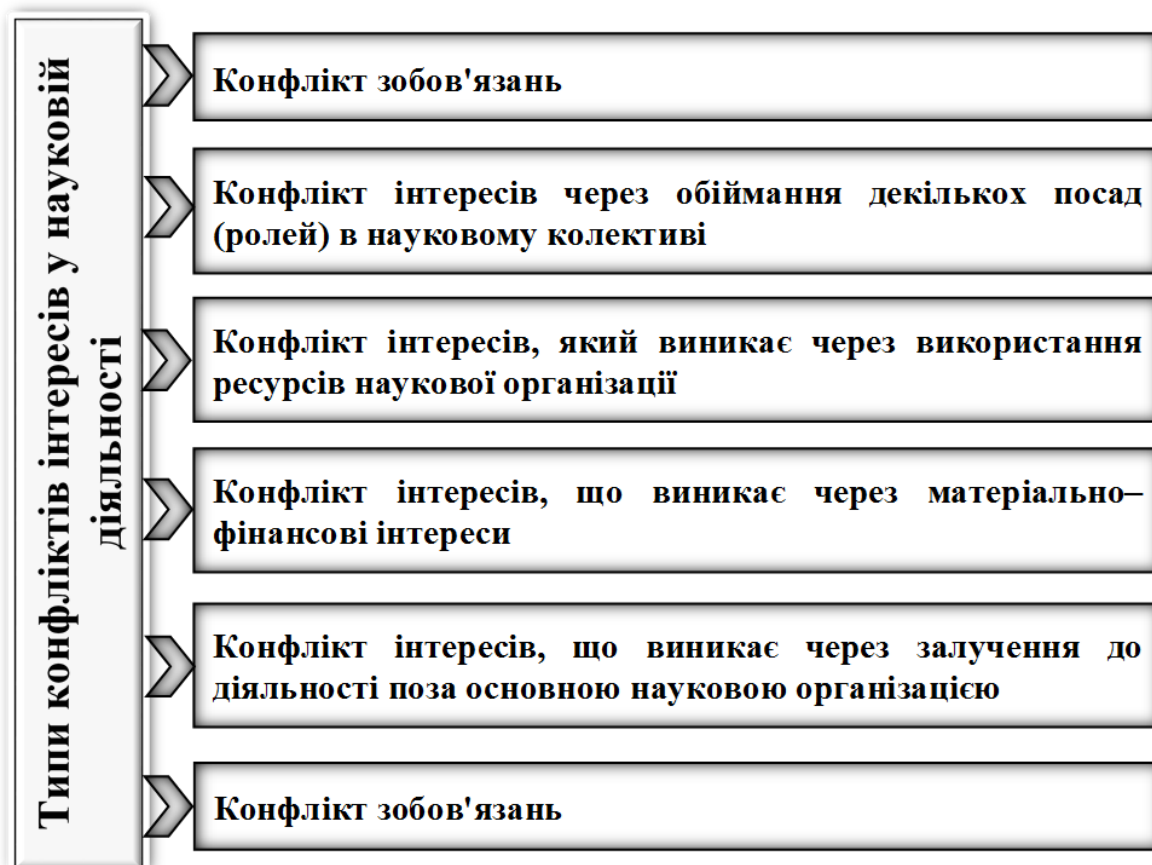 Типи конфліктів інтересів у науковій
діяльності
Конфлікт зобов'язань
Конфлікт інтересів через обіймання декількох посад
(ролей) в науковому колективі
Конфлікт інтересів, який виникає через використання
ресурсів наукової організації
Конфлікт інтересів, що виникає через матеріально–
фінансові інтереси
Конфлікт інтересів, що виникає через залучення до
діяльності поза основною науковою організацією
Конфлікт зобов'язань